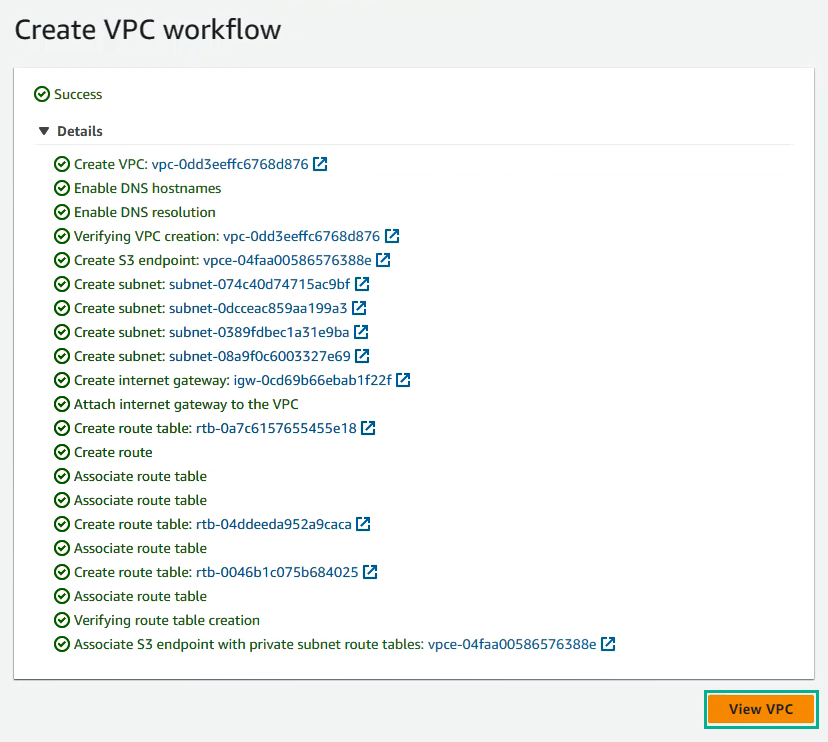 Create VPC workflow
Success
Details
Create VPC: vpc-0dd3eeffc6768d876
Enable DNS hostnames
Enable DNS resolution
Verifying VPC creation: vpc-0dd3eeffc6768d876
Create S3 endpoint: vpce-04faa00586576388e
Create subnet: subnet-074c40d74715ac9bf
Create subnet: subnet-0dcceac859aa199a3
Create subnet: subnet-0389fdbec1a31e9ba
Create subnet: subnet-08a9f0c6003327e69
Create internet gateway: igw-0cd69b66ebab1f22f
Attach internet gateway to the VPC
Create route table: rtb-0a7c6157655455e18
Create route
Associate route table
Associate route table
Create route table: rtb-04ddeeda952a9caca
Associate route table
Create route table: rtb-0046b1c075b684025
Associate route table
Verifying route table creation
Associate S3 endpoint with private subnet route tables: vpce-04faa00586576388e
View VPC